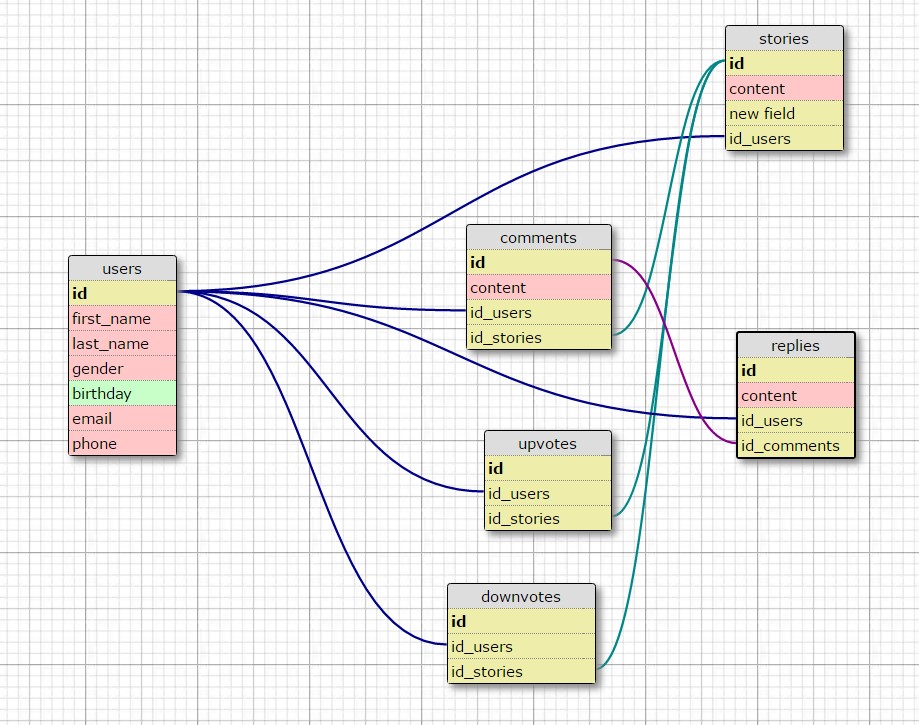 stories
id
content
new field
id_users
comments
id
content
id_users
id_stories
users
id
first_name
last_name
gender
birthday
email
phone
replies
id
content
id_users
id_comments
upvotes
id
id_users
id_stories
downvotes
id
id_users
id_stories